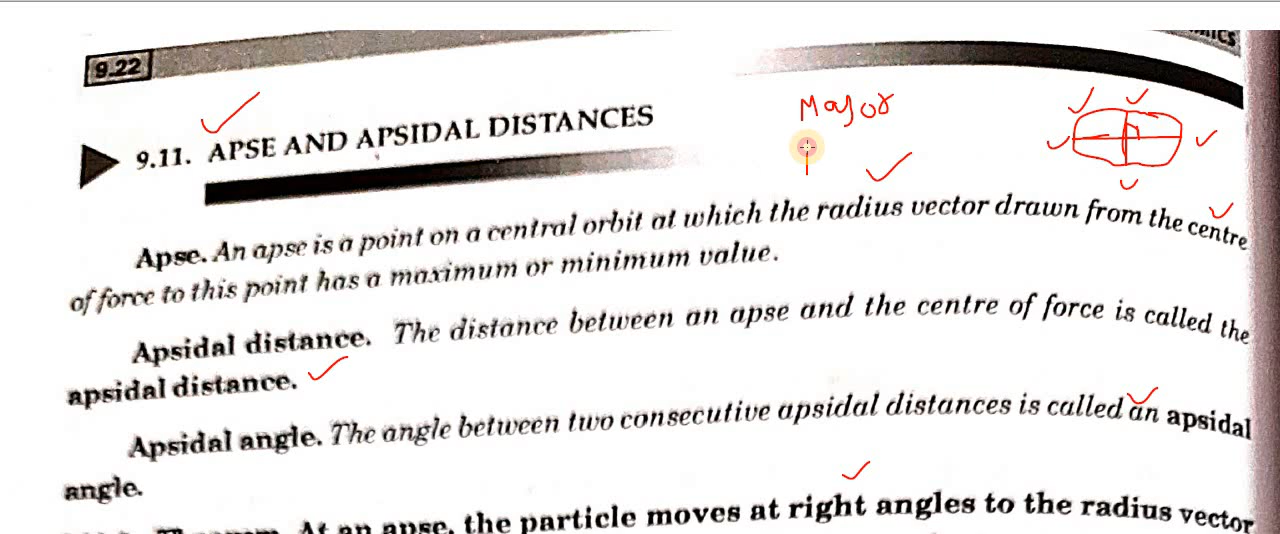 9.22
9.11. APSE AND APSIDAL DISTANCES
Major
Apse. An apse is a point on a central orbit at which the radius vector drawn from the centre
of force to this point has a maximum or minimum value.
Apsidal distance. The distance between an apse and the centre of force is called the
apsidal distance.
Apsidal angle. The angle between two consecutive apsidal distances is called an apsidal
angle.
At an apse, the particle moves at right angles to the radius vector